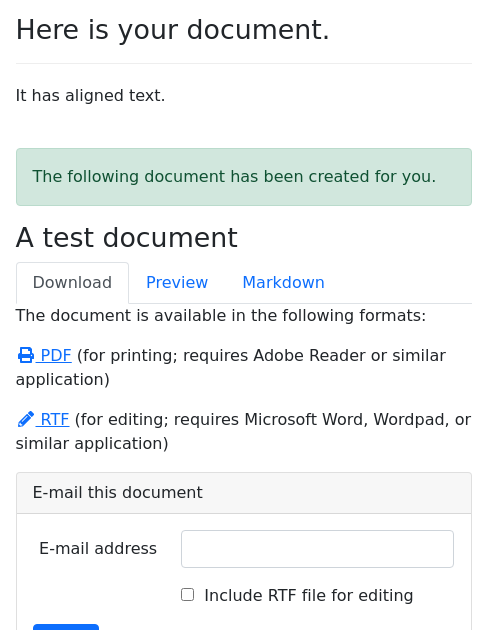 Here is your document.
It has aligned text.
The following document has been created for you.
A test document
Download Preview Markdown
The document is available in the following formats:
PDF (for printing; requires Adobe Reader or similar
application)
RTF (for editing; requires Microsoft Word, Wordpad, or
similar application)
E-mail this document
E-mail address
Include RTF file for editing